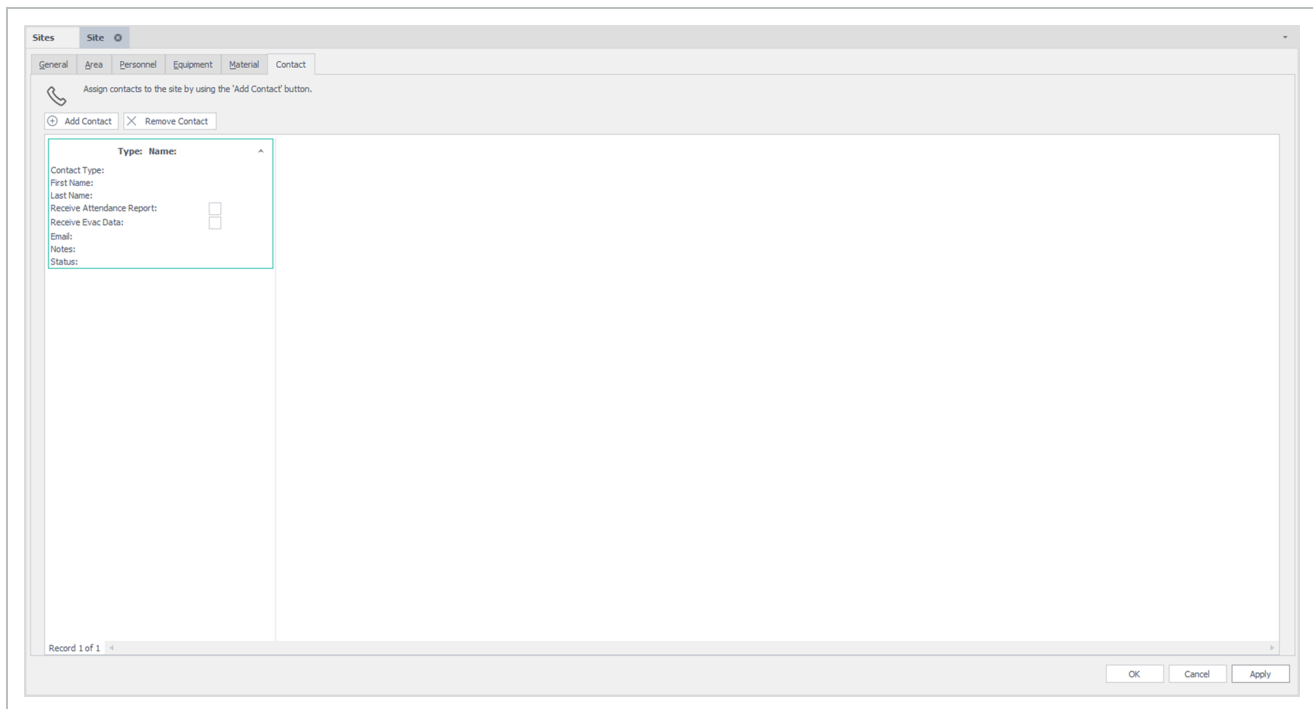 Sites Site
General Area Personnel Equipment Material Contact
Assign contacts to the site by using the 'Add Contact' button.
Add Contact Remove Contact
Type: Name:
Contact Type:
First Name:
Last Name:
Receive Attendance Report:
Receive Evac Data:
Email:
Notes:
Status:
Record 1 of 1
OK Cancel Apply